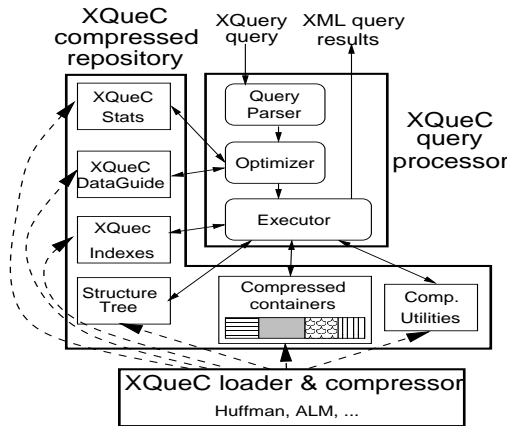 XQueC
compressed
repository
XQuery
query
XML query
results
XQueC
Stats
Query
Parser
XQueC
query
processor
XQueC
DataGuide
Optimizer
XQuec
Indexes
Executor
Structure
Tree
Compressed
containers
Comp.
Utilities
XQueC loader & compressor
Huffman, ALM, ...